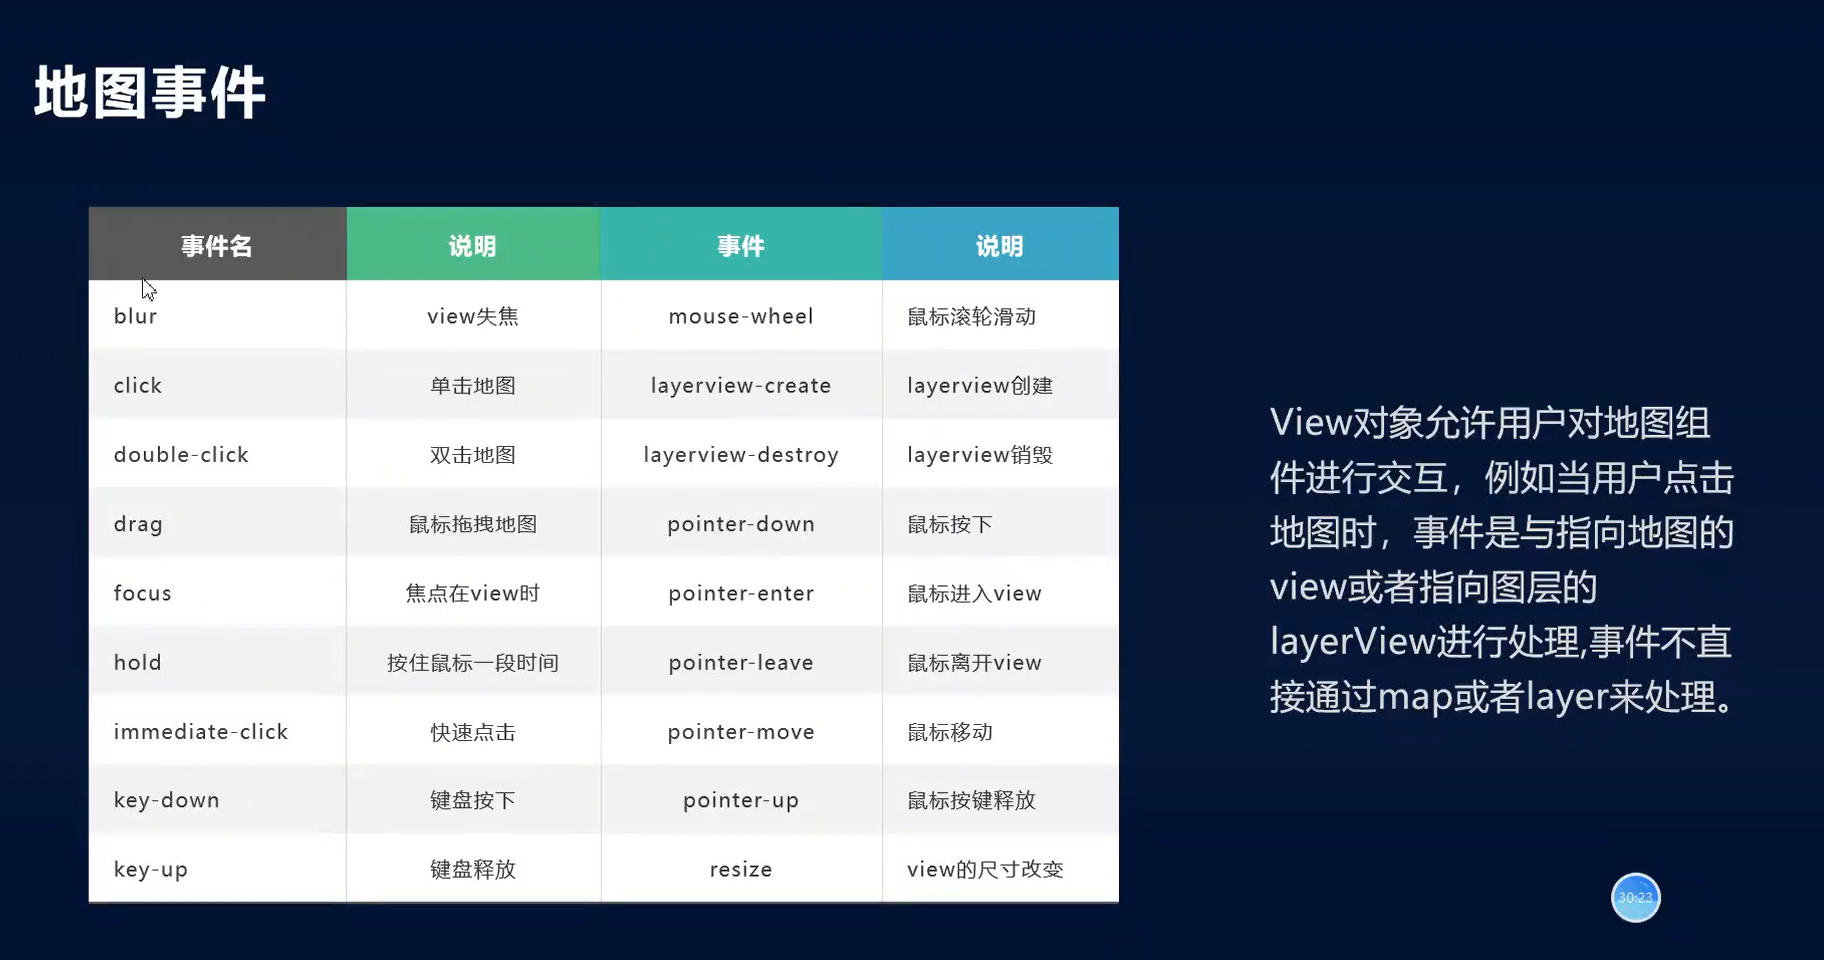 地图事件
事件名 说明 事件 说明
blur view失焦 mouse-wheel 鼠标滚轮滑动
click 单击地图 layerview-create layerview创建
double-click 双击地图 layerview-destroy layerview销毁
drag 鼠标拖拽地图 pointer-down 鼠标按下
focus 焦点在view时 pointer-enter 鼠标进入view
hold 按住鼠标一段时间 pointer-leave 鼠标离开view
immediate-click 快速点击 pointer-move 鼠标移动
key-down 键盘按下 pointer-up 鼠标按键释放
key-up 键盘释放 resize view的尺寸改变
View对象允许用户对地图组
件进行交互，例如当用户点击
地图时，事件是与指向地图的
view或者指向图层的
layerView进行处理,事件不直
接通过map或者layer来处理。
30:23